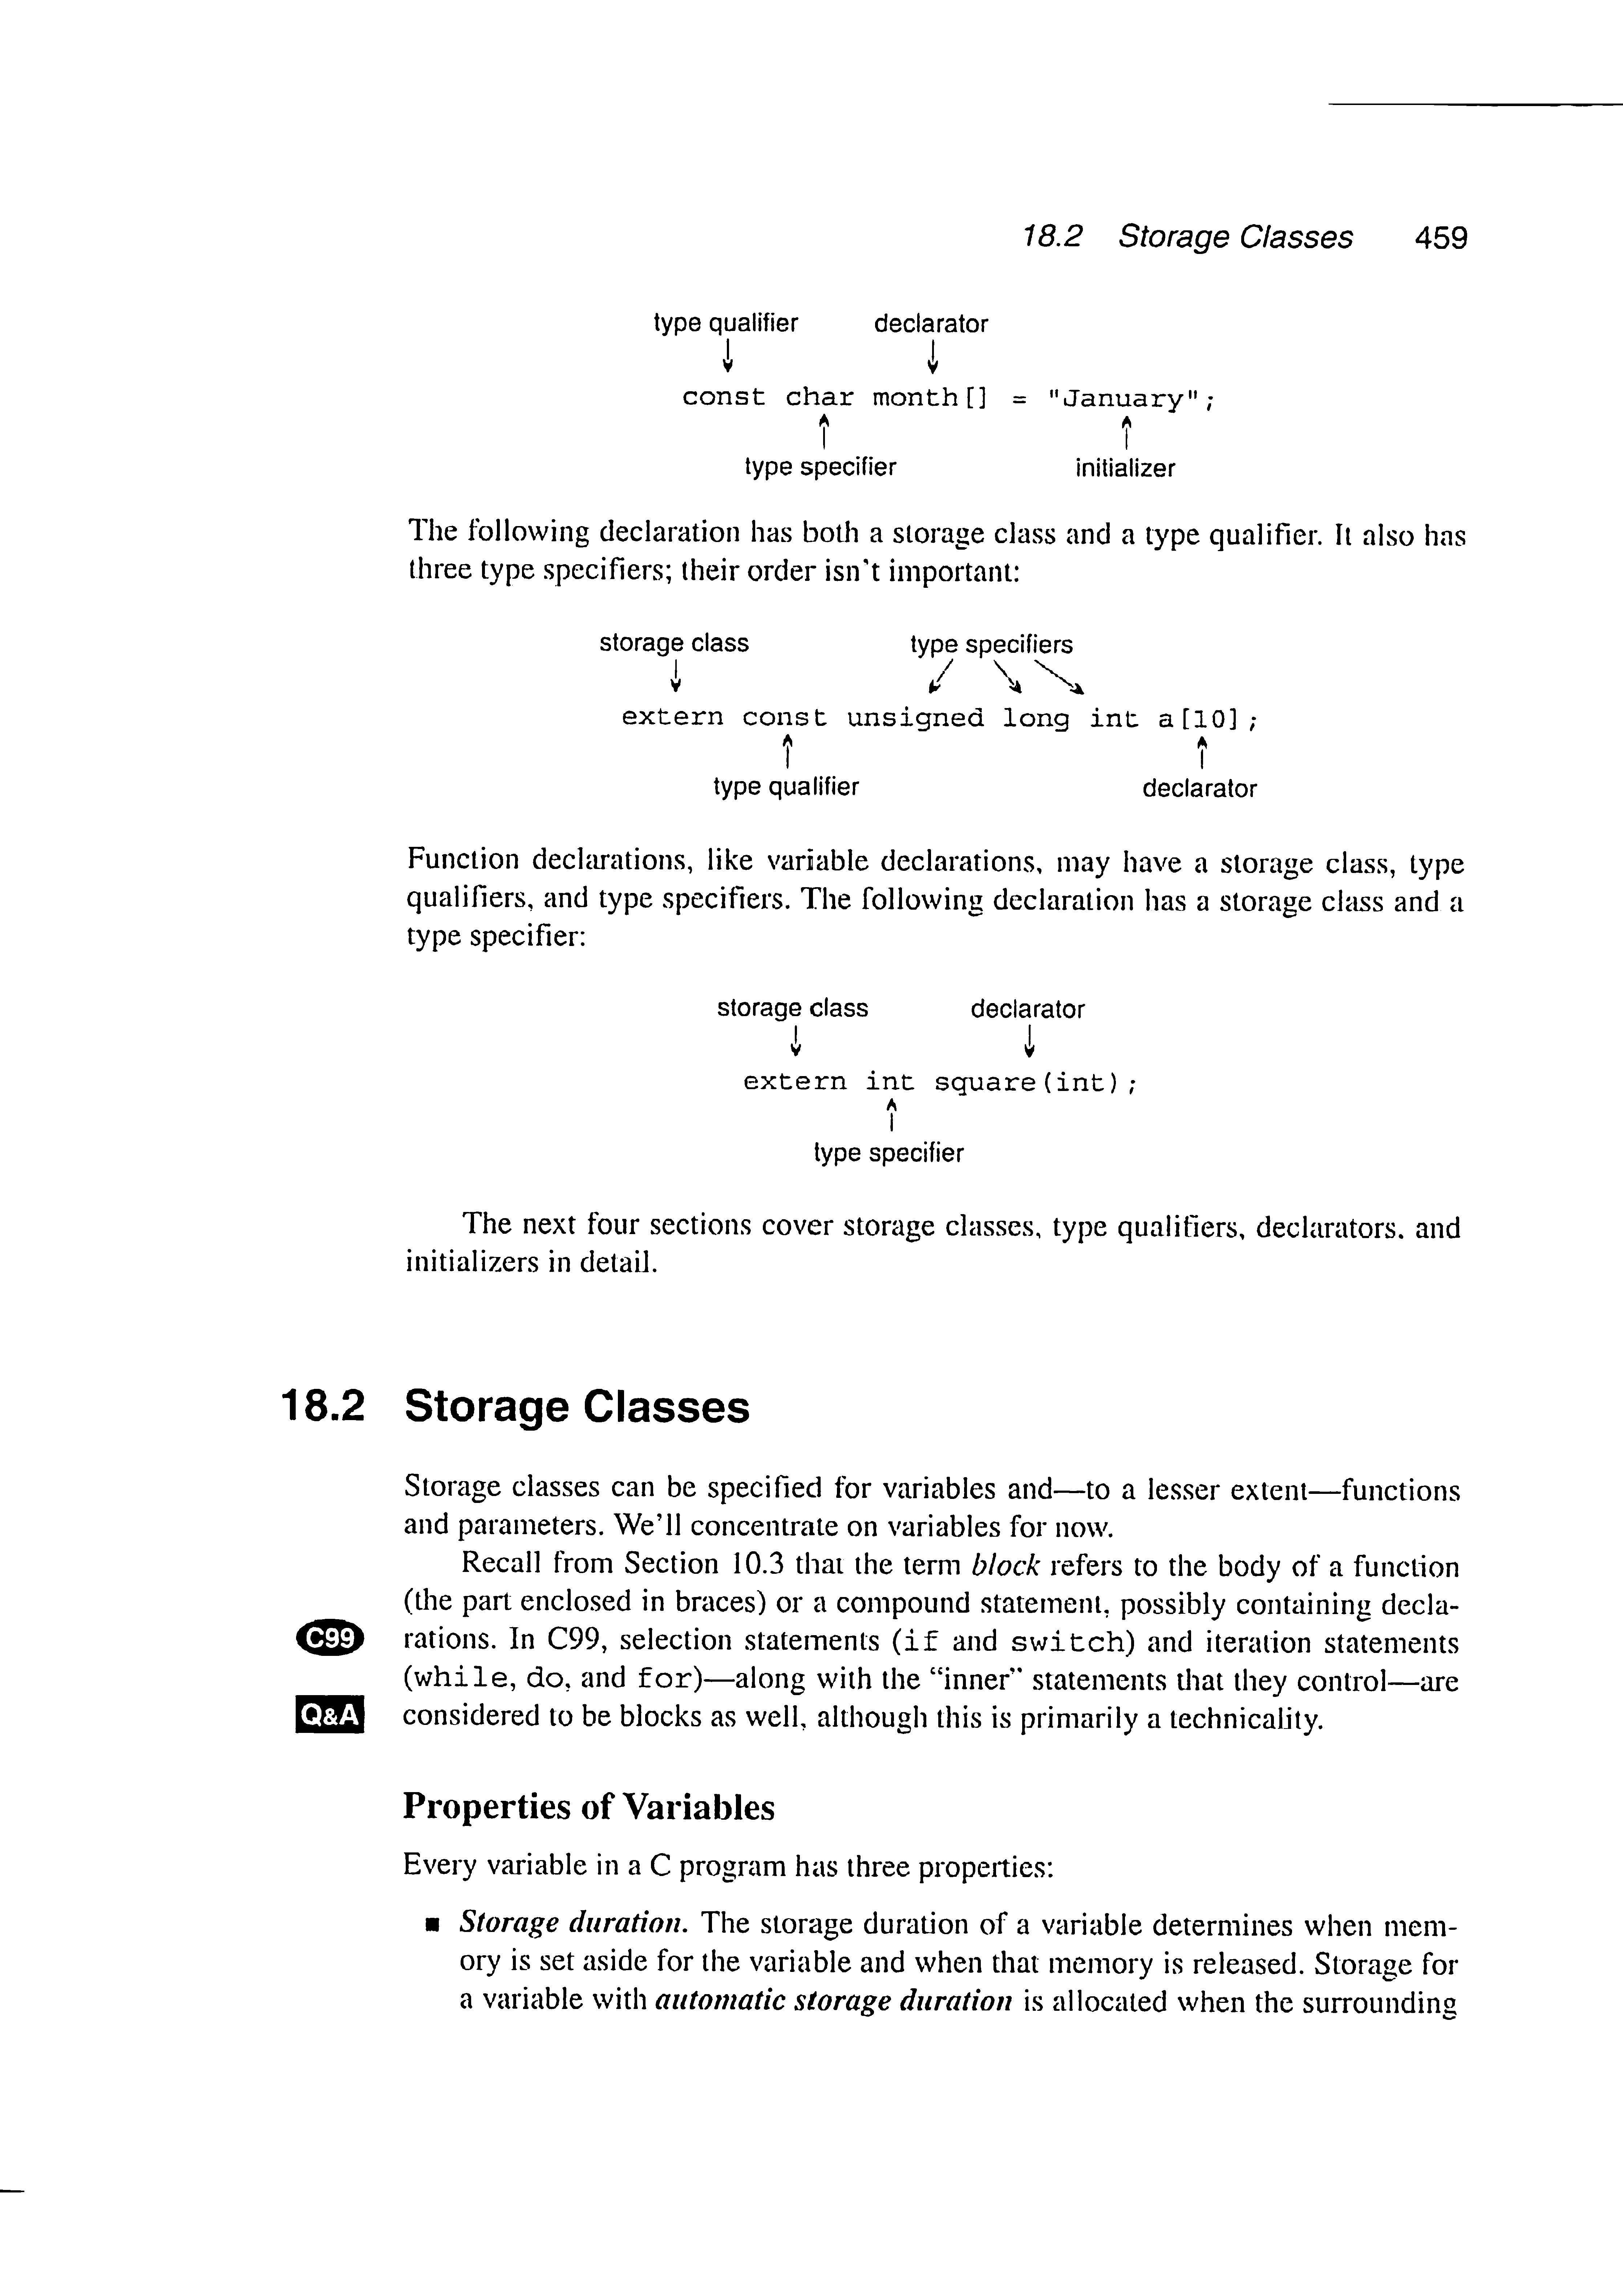 18.2 Storage Classes 459
type qualifier declarator
const char month[] = "January";
type specifier initializer
The following declaration has both a storage class and a type qualifier. It also has
three type specifiers; their order isn't important:
storage class type specifiers
extern const unsigned long int a[10];
type qualifier declarator
Function declarations, like variable declarations, may have a storage class, type
qualifiers, and type specifiers. The following declaration has a storage class and a
type specifier:
storage class declarator
extern int square(int);
type specifier
The next four sections cover storage classes, type qualifiers, declarators, and
initializers in detail.
18.2 Storage Classes
Storage classes can be specified for variables and—to a lesser extent—functions
and parameters. We'll concentrate on variables for now.
Recall from Section 10.3 that the term block refers to the body of a function
(the part enclosed in braces) or a compound statement, possibly containing decla-
C99 rations. In C99, selection statements (if and switch) and iteration statements
(while, do, and for)—along with the “inner” statements that they control—are
Q&A considered to be blocks as well, although this is primarily a technicality.
Properties of Variables
Every variable in a C program has three properties:
■ Storage duration. The storage duration of a variable determines when mem-
ory is set aside for the variable and when that memory is released. Storage for
a variable with automatic storage duration is allocated when the surrounding